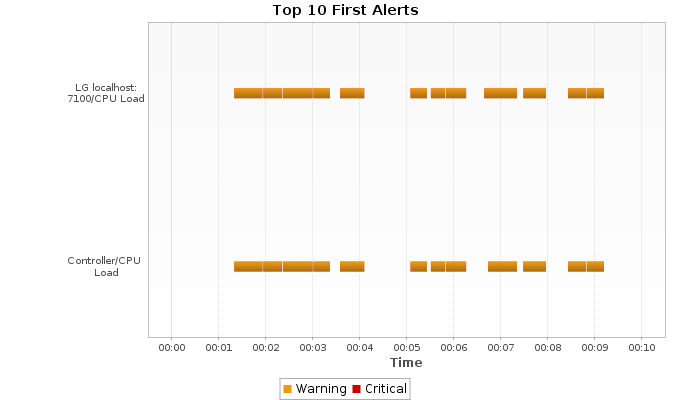 Top 10 First Alerts
LG localhost:
7100/CPU Load
Controller/CPU
Load
00:00 00:01 00:02 00:03 00:04 00:05 00:06 00:07 00:08 00:09 00:10
Time
Warning Critical